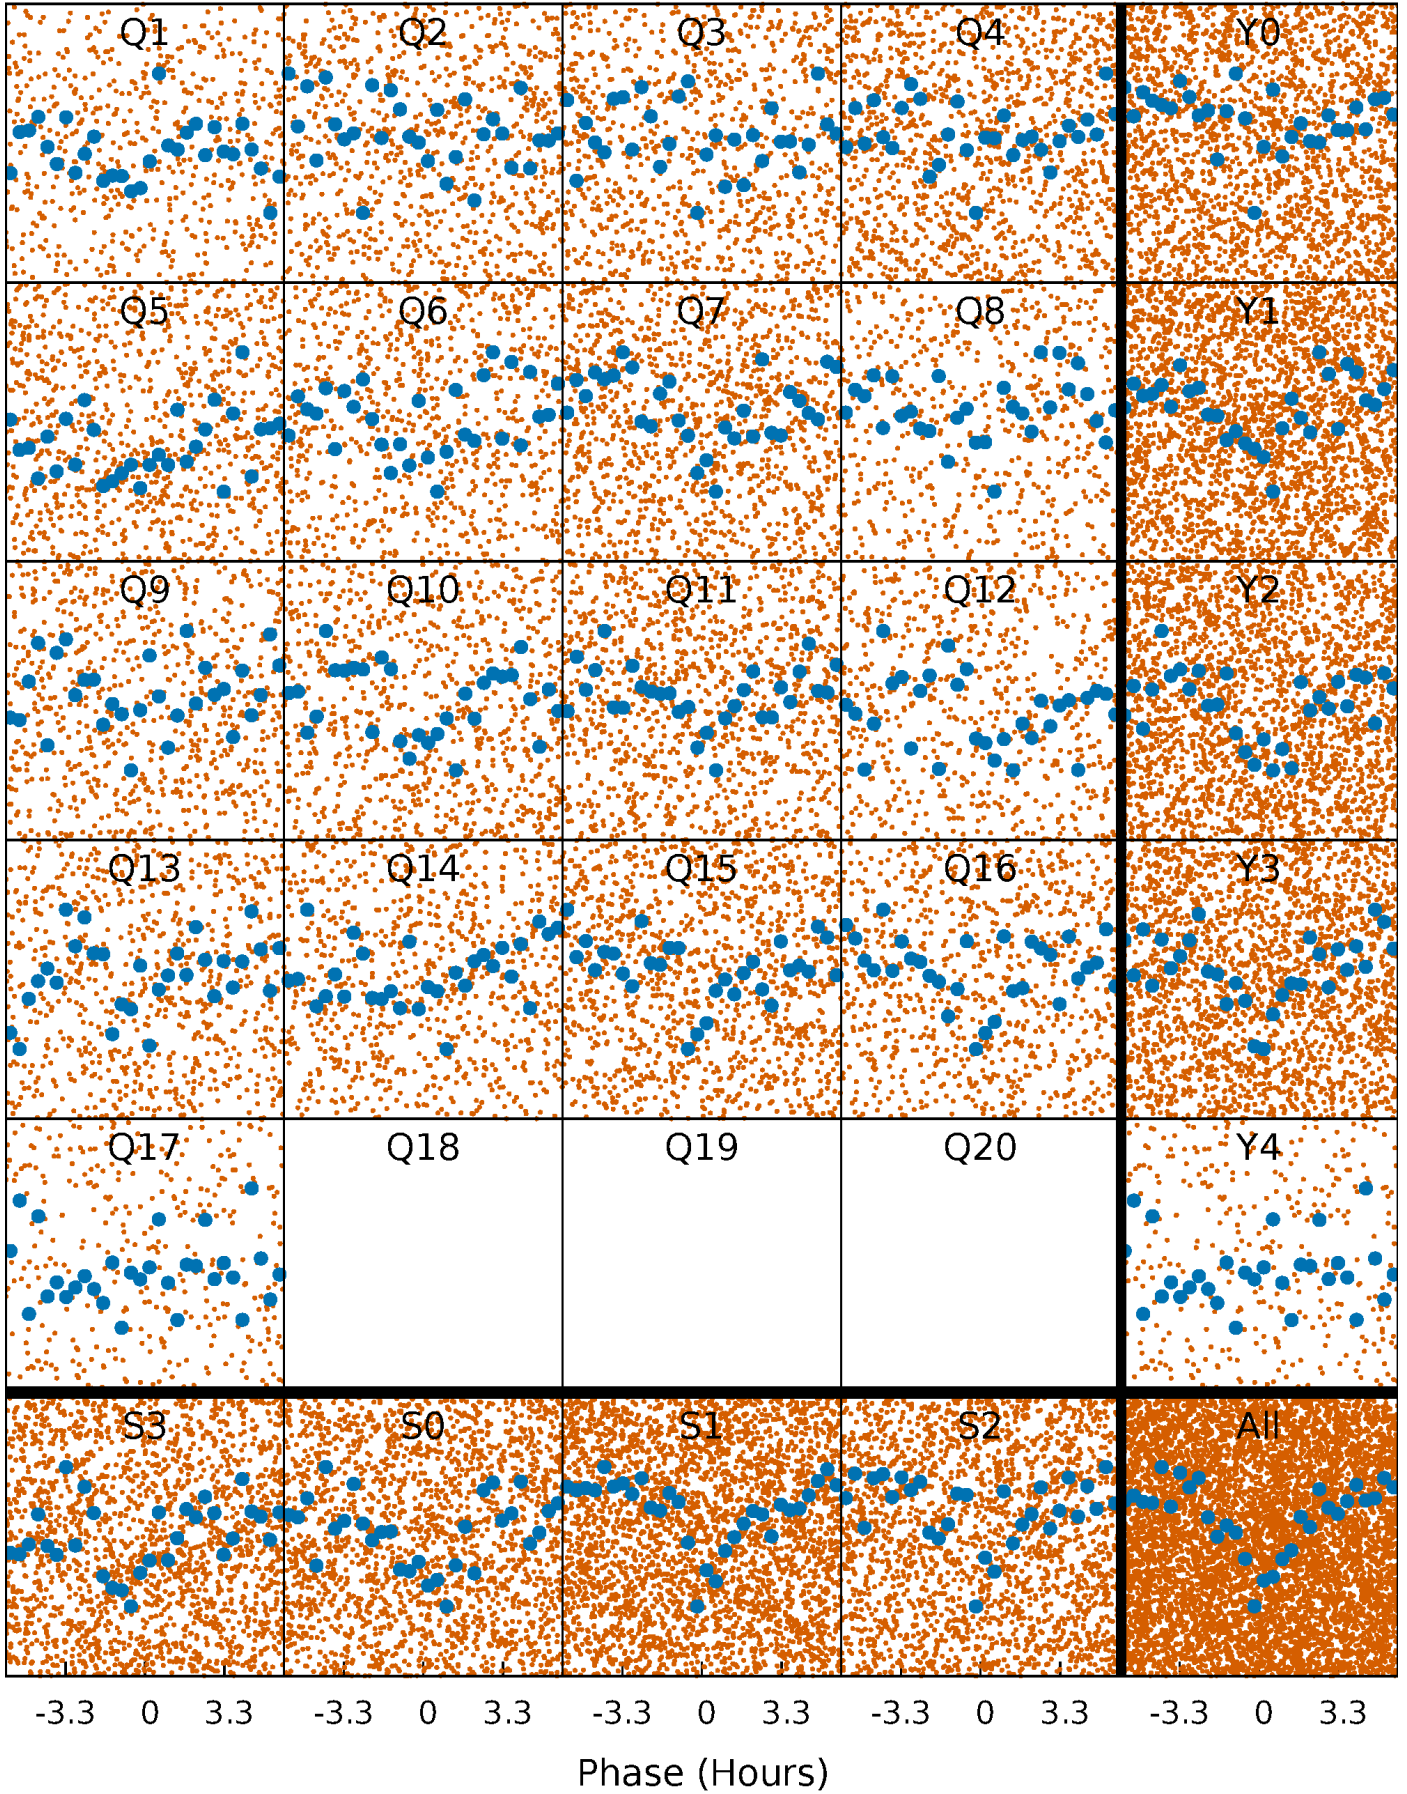 Q1 Q2 Q3 Q4 Y0
Q5 Q6 Q7 Q8 Y1
Q9 Q10 Q11 Q12 Y2
Q13 Q14 Q15 Q16 Y3
Q17 Q18 Q19 Q20 Y4
S3 S0 S1 S2 All
-3.3 0 3.3 -3.3 0 3.3 -3.3 0 3.3 -3.3 0 3.3 -3.3 0 3.3
Phase (Hours)